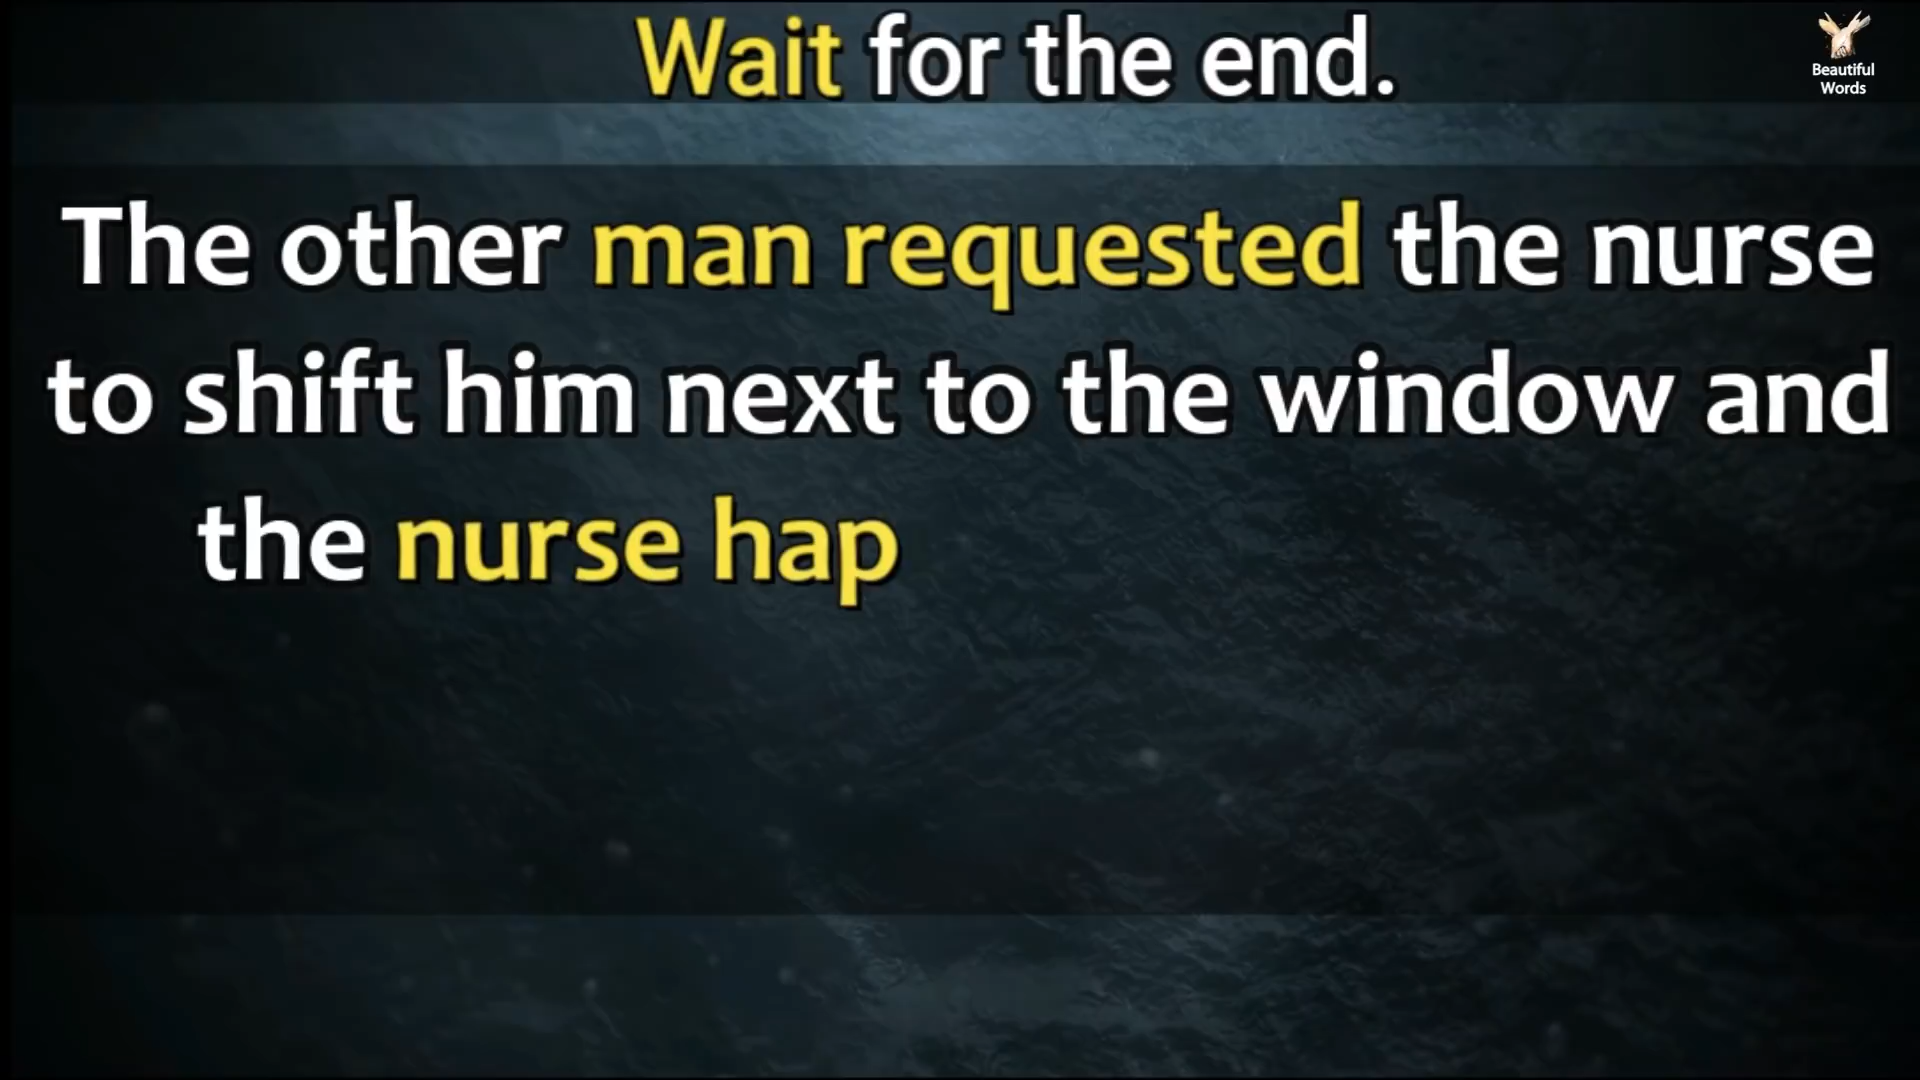 Wait for the end.
Beautiful
Words
The other man requested the nurse
to shift him next to the window and
the nurse hap